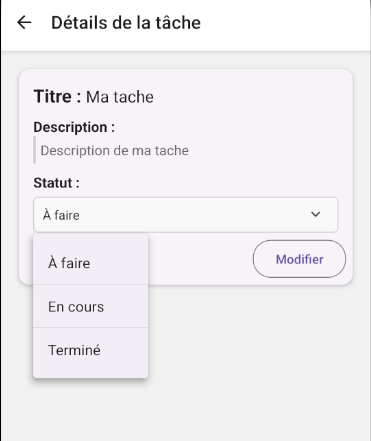 Détails de la tâche
Titre : Ma tache
Description :
Description de ma tache
Statut :
À faire
À faire
Modifier
En cours
Terminé